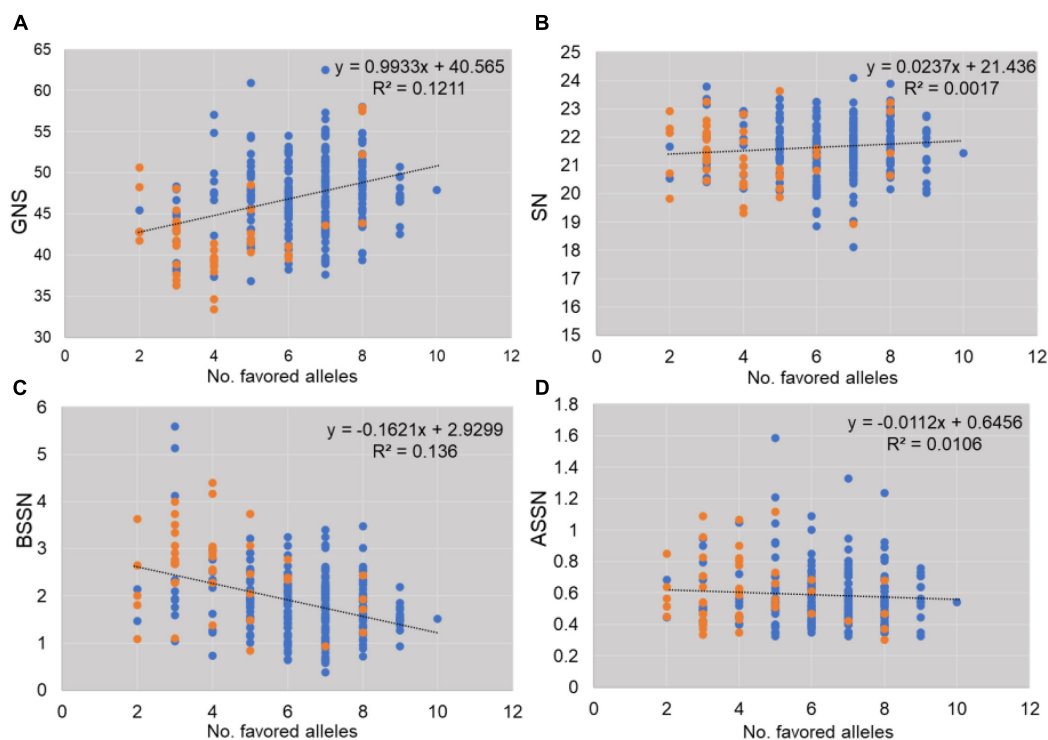 A
65
60
55
50
45
40
35
30
GNS
y = 0.9933x + 40.565
R² = 0.1211
0 2 4 6 8 10 12
No. favored alleles
B
25
24
23
22
21
20
19
18
17
16
15
SN
y = 0.0237x + 21.436
R² = 0.0017
0 2 4 6 8 10 12
No. favored alleles
C
6
5
4
3
2
1
0
BSSN
y = -0.1621x + 2.9299
R² = 0.136
0 2 4 6 8 10 12
No. favored alleles
D
1.8
1.6
1.4
1.2
1
0.8
0.6
0.4
0.2
0
ASSN
y = -0.0112x + 0.6456
R² = 0.0106
0 2 4 6 8 10 12
No. favored alleles